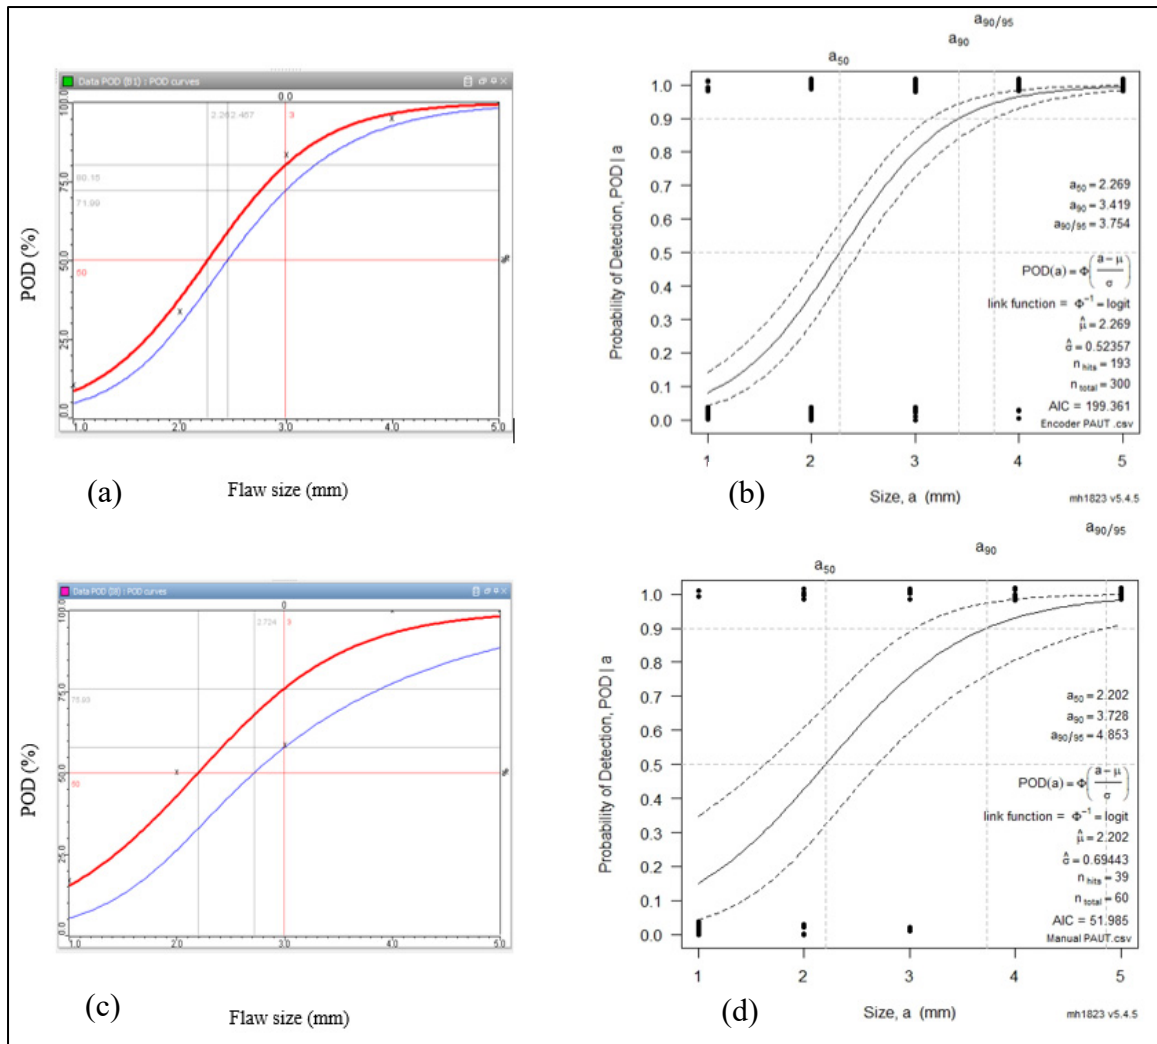 Data POD (B1) : POD curves
0.0
2.26 2.467
3
100.0
80.15
75.0
71.99
50.0
50
%
25.0
0.0
1.0 2.0 3.0 4.0 5.0
POD (%)
(a)
Flaw size (mm)
a90/95
a90
a50
1.0
0.9
0.8
0.7
0.6
0.5
0.4
0.3
0.2
0.1
0.0
Probability of Detection, POD | a
a50 = 2.269
a90 = 3.419
a90/95 = 3.754
POD(a) = Φ(a − μ / σ)
link function = Φ⁻¹ = logit
μ̂ = 2.269
σ̂ = 0.52357
n hits = 193
n total = 300
AIC = 199.361
Encoder PAUT .csv
1 2 3 4 5
(b)
Size, a (mm)
mh1823 v5.4.5
POD curves
0
2.724
3
100.0
75.0
75.93
50.0
50
%
25.0
0.0
1.0 2.0 3.0 4.0 5.0
POD (%)
(c)
Flaw size (mm)
a90/95
a90
a50
1.0
0.9
0.8
0.7
0.6
0.5
0.4
0.3
0.2
0.1
0.0
Probability of Detection, POD | a
a50 = 2.202
a90 = 3.728
a90/95 = 4.853
POD(a) = Φ(a − μ / σ)
link function = Φ⁻¹ = logit
μ̂ = 2.202
σ̂ = 0.69443
n hits = 39
n total = 60
AIC = 51.985
Manual PAUT.csv
1 2 3 4 5
(d)
Size, a (mm)
mh1823 v5.4.5